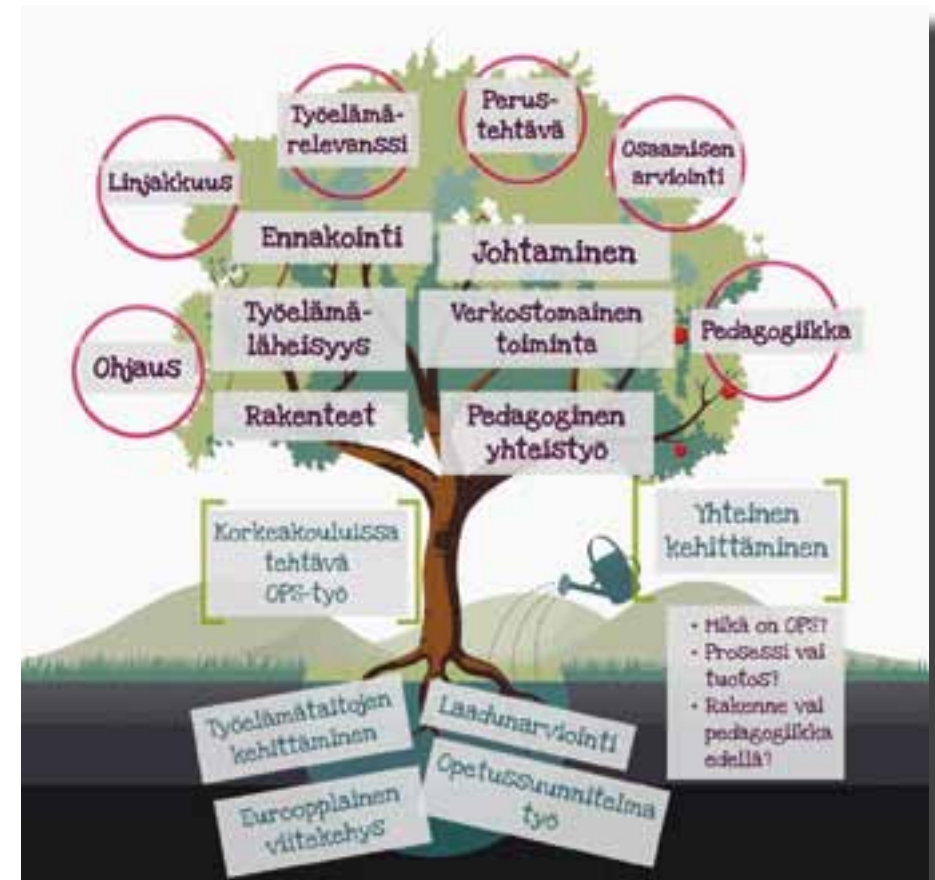 Työelämä-
relevanssi
Perus-
tehtävä
Linjakkuus
Osaamisen
arviointi
Ennakointi
Johtaminen
Työelämä-
läheisyys
Verkostomainen
toiminta
Pedagogiikka
Ohjaus
Rakenteet
Pedagoginen
yhteistyö
Korkeakouluissa
tehtävä
OPS-työ
Yhteinen
kehittäminen
• Mikä on OPS?
• Prosessi vai
tuotos?
• Rakenne vai
pedagogiikka
edellä?
Työelämätaitojen
kehittäminen
Laadunarviointi
Eurooppalainen
viitekehys
Opetussuunnitelma
työ